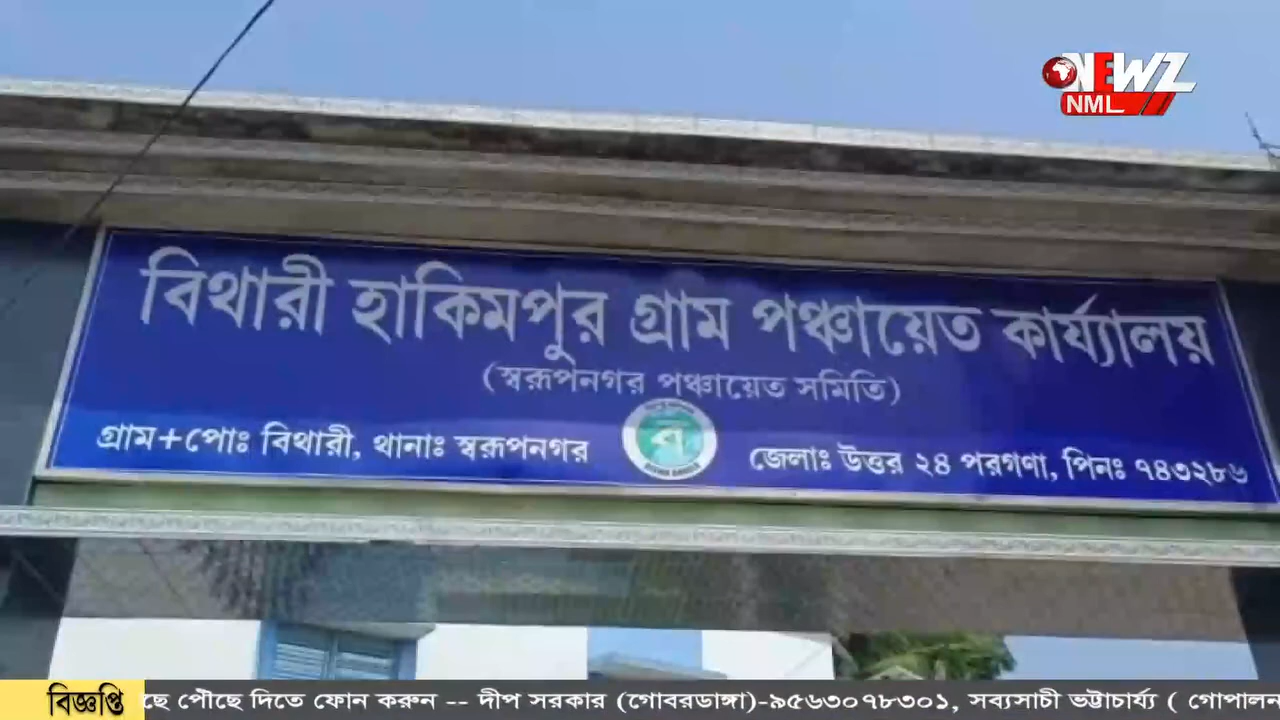 NEWZ
NML
বিথারী হাকিমপুর গ্রাম পঞ্চায়েত কার্য্যালয়
(স্বরূপনগর পঞ্চায়েত সমিতি)
গ্রাম+পোঃ বিথারী, থানাঃ স্বরূপনগর
ব
জেলাঃ উত্তর ২৪ পরগণা, পিনঃ ৭৪৩২৮৬
বিজ্ঞপ্তি ছে পৌঁছে দিতে ফোন করুন -- দীপ সরকার (গোবরডাঙ্গা)-৯৫৬৩০৭৮৩০১, সব্যসাচী ভট্টাচার্য্য ( গোপালন